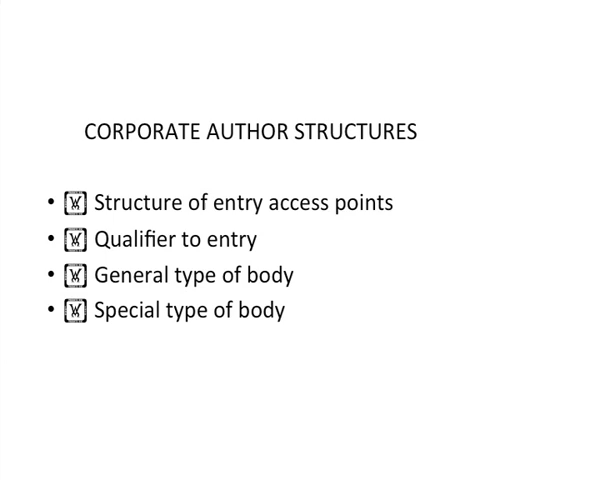 CORPORATE AUTHOR STRUCTURES
• Structure of entry access points
• Qualifier to entry
• General type of body
• Special type of body